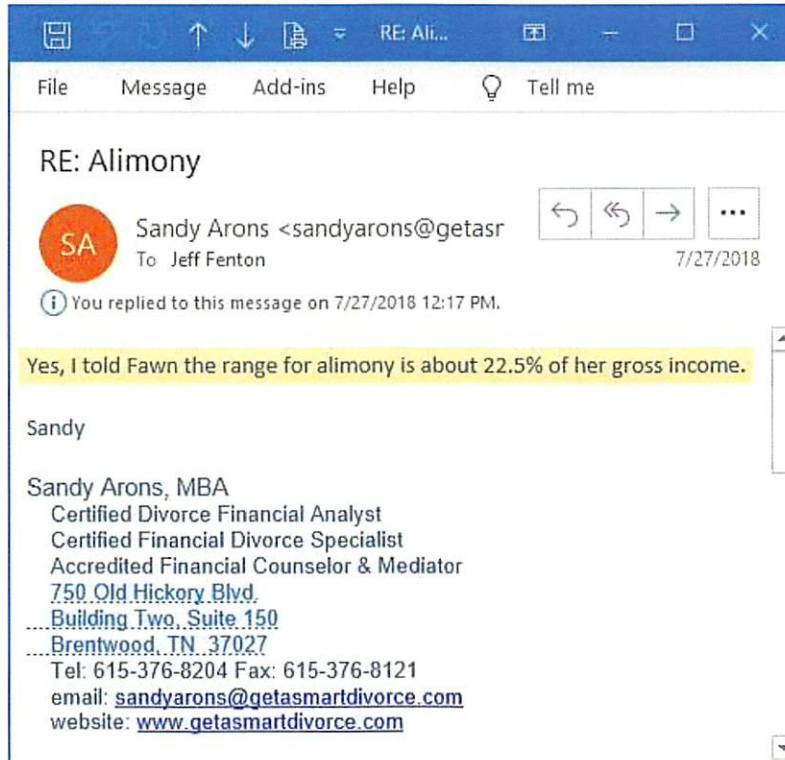 RE: Ali...
File Message Add-ins Help Tell me
RE: Alimony
SA
Sandy Arons <sandyarons@getasr
To Jeff Fenton
7/27/2018
You replied to this message on 7/27/2018 12:17 PM.
Yes, I told Fawn the range for alimony is about 22.5% of her gross income.
Sandy
Sandy Arons, MBA
Certified Divorce Financial Analyst
Certified Financial Divorce Specialist
Accredited Financial Counselor & Mediator
750 Old Hickory Blvd.
Building Two, Suite 150
Brentwood, TN 37027
Tel: 615-376-8204 Fax: 615-376-8121
email: sandyarons@getasmartdivorce.com
website: www.getasmartdivorce.com